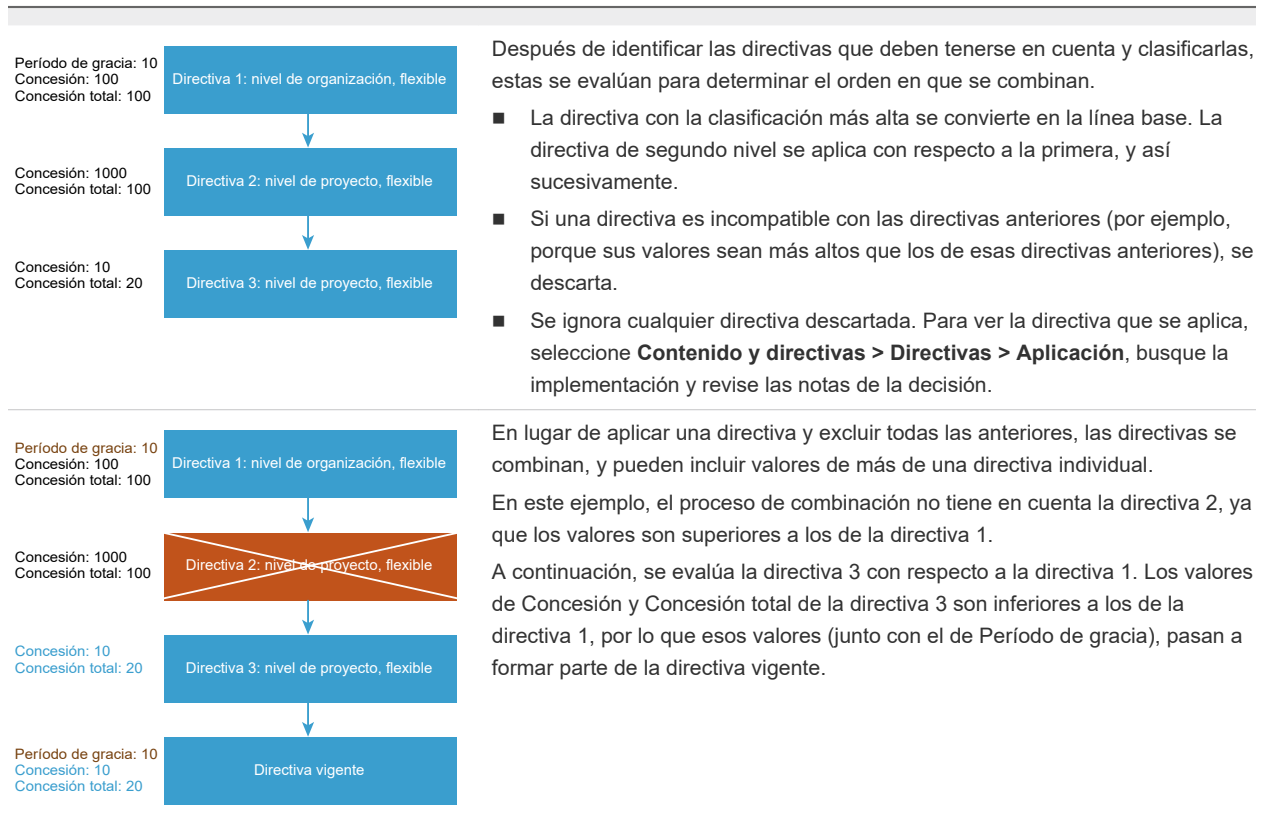 Período de gracia: 10
Concesión: 100
Concesión total: 100
Directiva 1: nivel de organización, flexible
Concesión: 1000
Concesión total: 100
Directiva 2: nivel de proyecto, flexible
Concesión: 10
Concesión total: 20
Directiva 3: nivel de proyecto, flexible
Después de identificar las directivas que deben tenerse en cuenta y clasificarlas,
estas se evalúan para determinar el orden en que se combinan.
■ La directiva con la clasificación más alta se convierte en la línea base. La
directiva de segundo nivel se aplica con respecto a la primera, y así
sucesivamente.
■ Si una directiva es incompatible con las directivas anteriores (por ejemplo,
porque sus valores sean más altos que los de esas directivas anteriores), se
descarta.
■ Se ignora cualquier directiva descartada. Para ver la directiva que se aplica,
seleccione Contenido y directivas > Directivas > Aplicación, busque la
implementación y revise las notas de la decisión.
Período de gracia: 10
Concesión: 100
Concesión total: 100
Directiva 1: nivel de organización, flexible
Concesión: 1000
Concesión total: 100
Directiva 2: nivel de proyecto, flexible
Concesión: 10
Concesión total: 20
Directiva 3: nivel de proyecto, flexible
Período de gracia: 10
Concesión: 10
Concesión total: 20
Directiva vigente
En lugar de aplicar una directiva y excluir todas las anteriores, las directivas se
combinan, y pueden incluir valores de más de una directiva individual.
En este ejemplo, el proceso de combinación no tiene en cuenta la directiva 2, ya
que los valores son superiores a los de la directiva 1.
A continuación, se evalúa la directiva 3 con respecto a la directiva 1. Los valores
de Concesión y Concesión total de la directiva 3 son inferiores a los de la
directiva 1, por lo que esos valores (junto con el de Período de gracia), pasan a
formar parte de la directiva vigente.